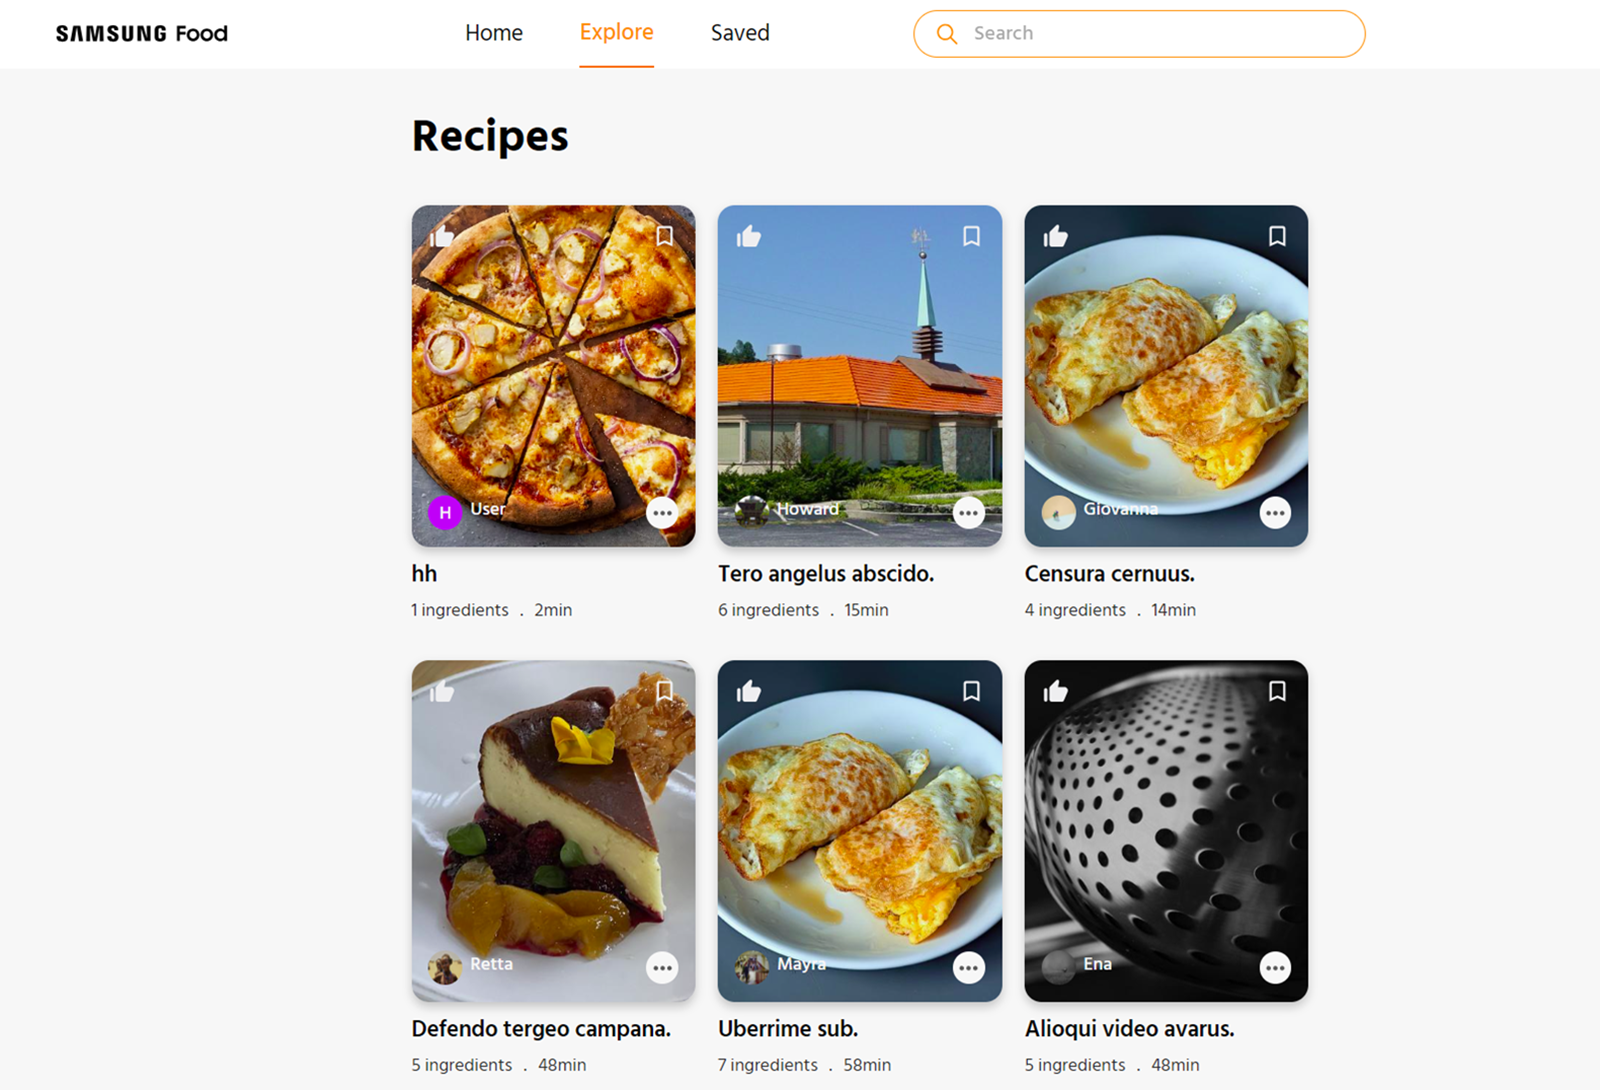 SAMSUNG Food
Home
Explore
Saved
Search
Recipes
H
User
Howard
Giovanna
hh
Tero angelus abscido.
Censura cernuus.
1 ingredients . 2min
6 ingredients . 15min
4 ingredients . 14min
Retta
Mayra
Ena
Defendo tergeo campana.
Uberrime sub.
Alioqui video avarus.
5 ingredients . 48min
7 ingredients . 58min
5 ingredients . 48min